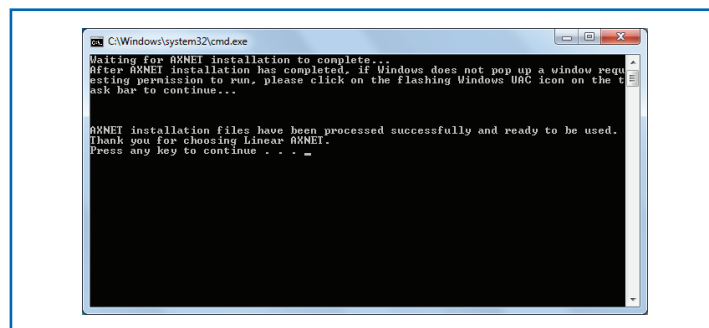 C:\Windows\system32\cmd.exe
Waiting for AXNET installation to complete...
After AXNET installation has completed, if Windows does not pop up a window requ
esting permission to run, please click on the flashing Windows UAC icon on the t
ask bar to continue...
AXNET installation files have been processed successfully and ready to be used.
Thank you for choosing Linear AXNET.
Press any key to continue . . . _